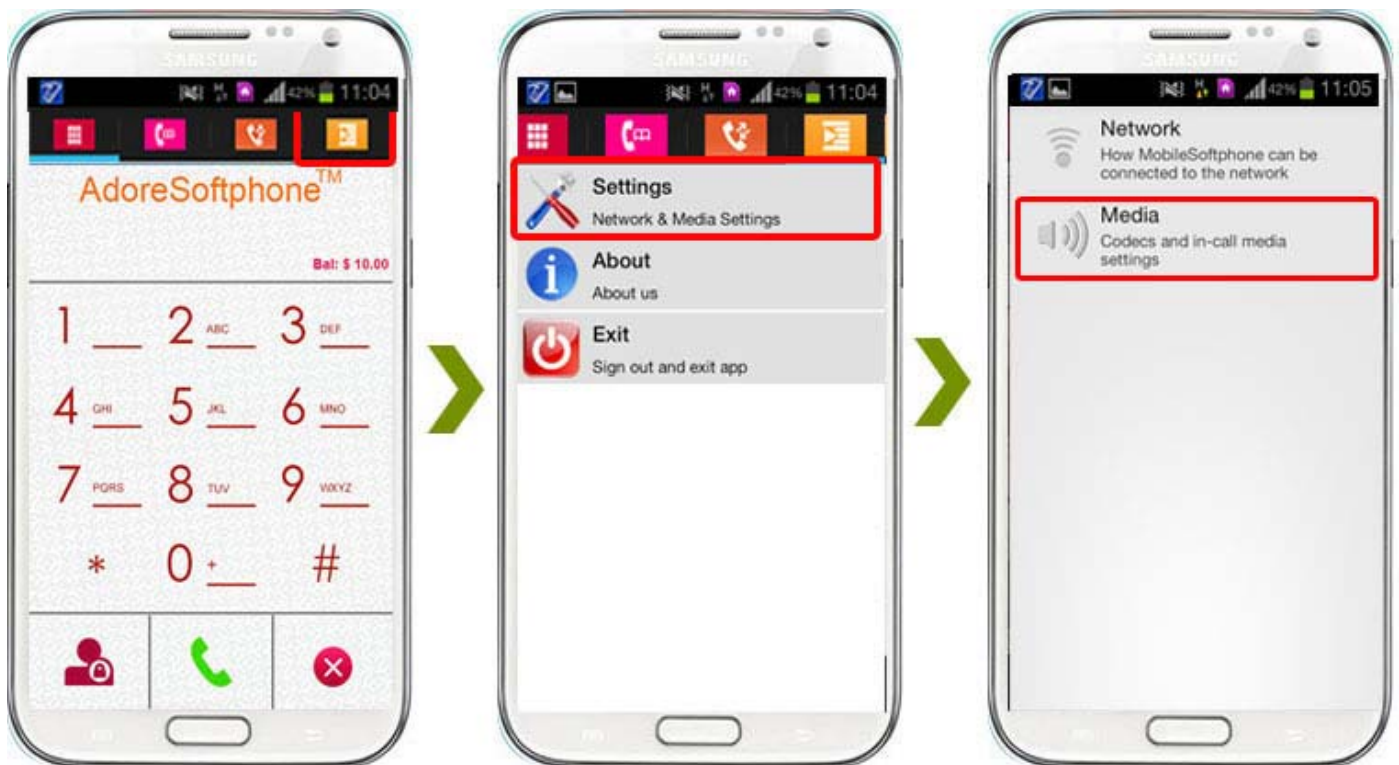 SAMSUNG
42% 11:04
AdoreSoftphone™
Bal: $ 10.00
1 2 ABC 3 DEF
4 GHI 5 JKL 6 MNO
7 PQRS 8 TUV 9 WXYZ
* 0 + #
SAMSUNG
42% 11:04
Settings
Network & Media Settings
About
About us
Exit
Sign out and exit app
SAMSUNG
42% 11:05
Network
How MobileSoftphone can be
connected to the network
Media
Codecs and in-call media
settings